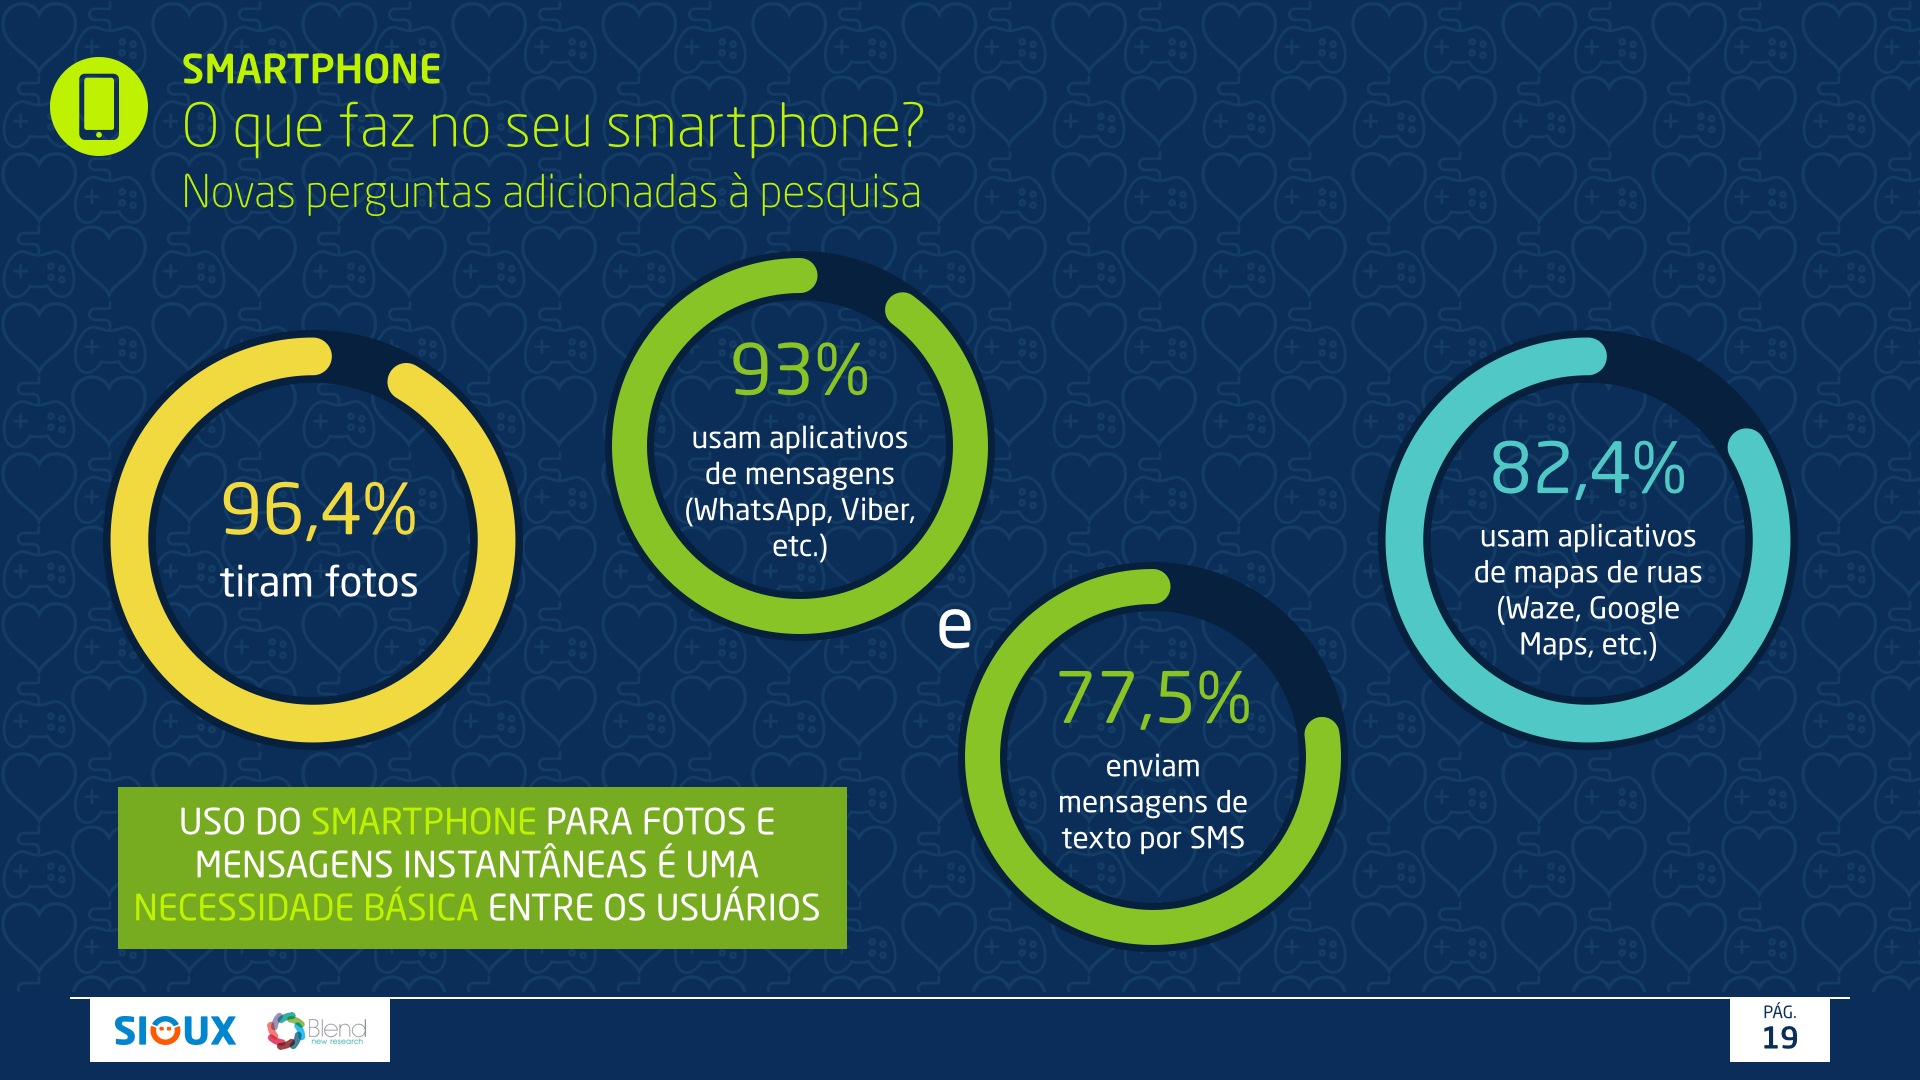 SMARTPHONE
O que faz no seu smartphone?
Novas perguntas adicionadas à pesquisa
96,4%
tiram fotos
93%
usam aplicativos
de mensagens
(WhatsApp, Viber,
etc.)
e
77,5%
enviam
mensagens de
texto por SMS
82,4%
usam aplicativos
de mapas de ruas
(Waze, Google
Maps, etc.)
USO DO SMARTPHONE PARA FOTOS E
MENSAGENS INSTANTÂNEAS É UMA
NECESSIDADE BÁSICA ENTRE OS USUÁRIOS
SIOUX
Blend
new research
PÁG.
19